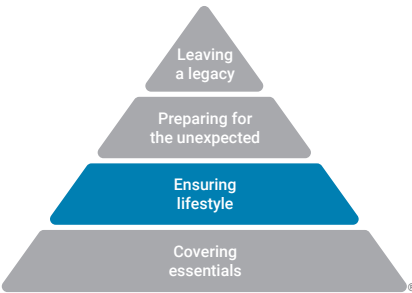 Leaving
a legacy
Preparing for
the unexpected
Ensuring
lifestyle
Covering
essentials
®